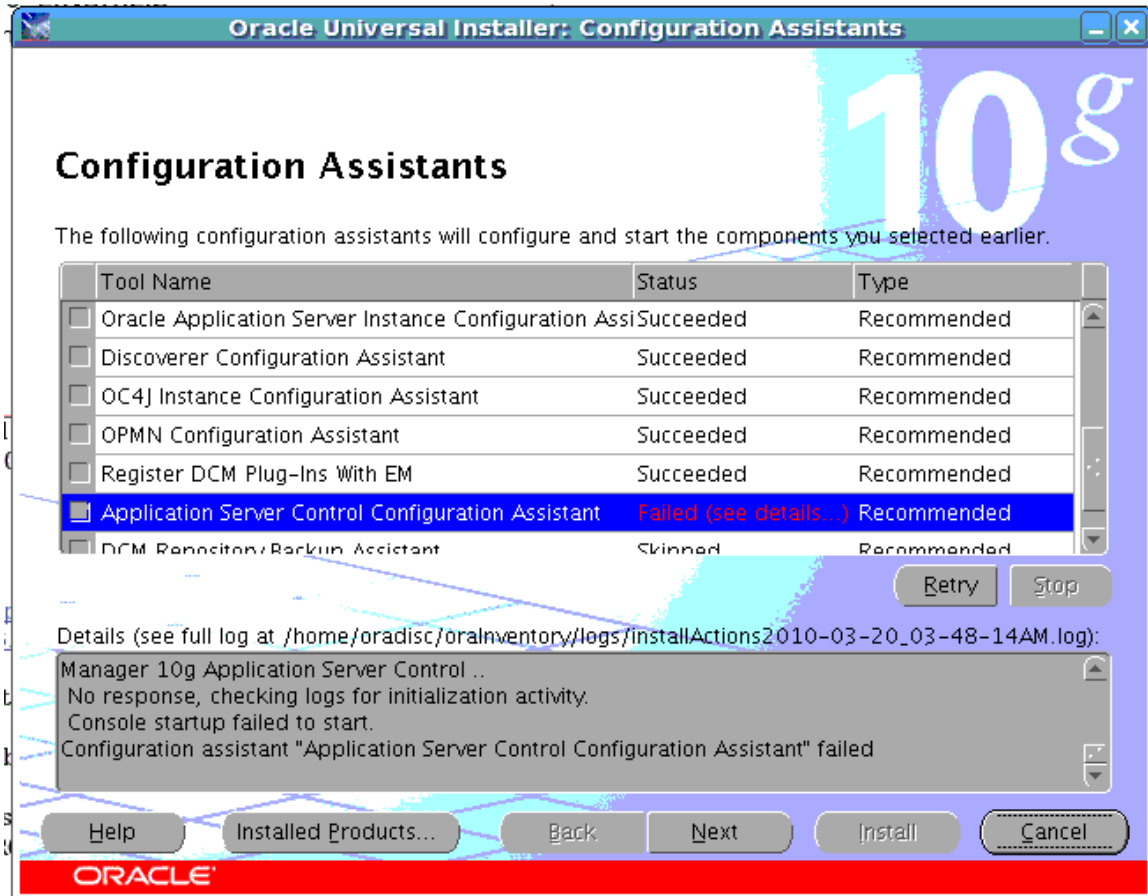 Oracle Universal Installer: Configuration Assistants
10g
Configuration Assistants
The following configuration assistants will configure and start the components you selected earlier.
Tool Name Status Type
Oracle Application Server Instance Configuration Assi Succeeded Recommended
Discoverer Configuration Assistant Succeeded Recommended
OC4J Instance Configuration Assistant Succeeded Recommended
OPMN Configuration Assistant Succeeded Recommended
Register DCM Plug-Ins With EM Succeeded Recommended
Application Server Control Configuration Assistant Failed (see details...) Recommended
DCM Repository Backup Assistant Skipped Recommended
Retry Stop
Details (see full log at /home/oradisc/oraInventory/logs/installActions2010-03-20_03-48-14AM.log):
Manager 10g Application Server Control ..
No response, checking logs for initialization activity.
Console startup failed to start.
Configuration assistant "Application Server Control Configuration Assistant" failed
Help Installed Products... Back Next Install Cancel
ORACLE